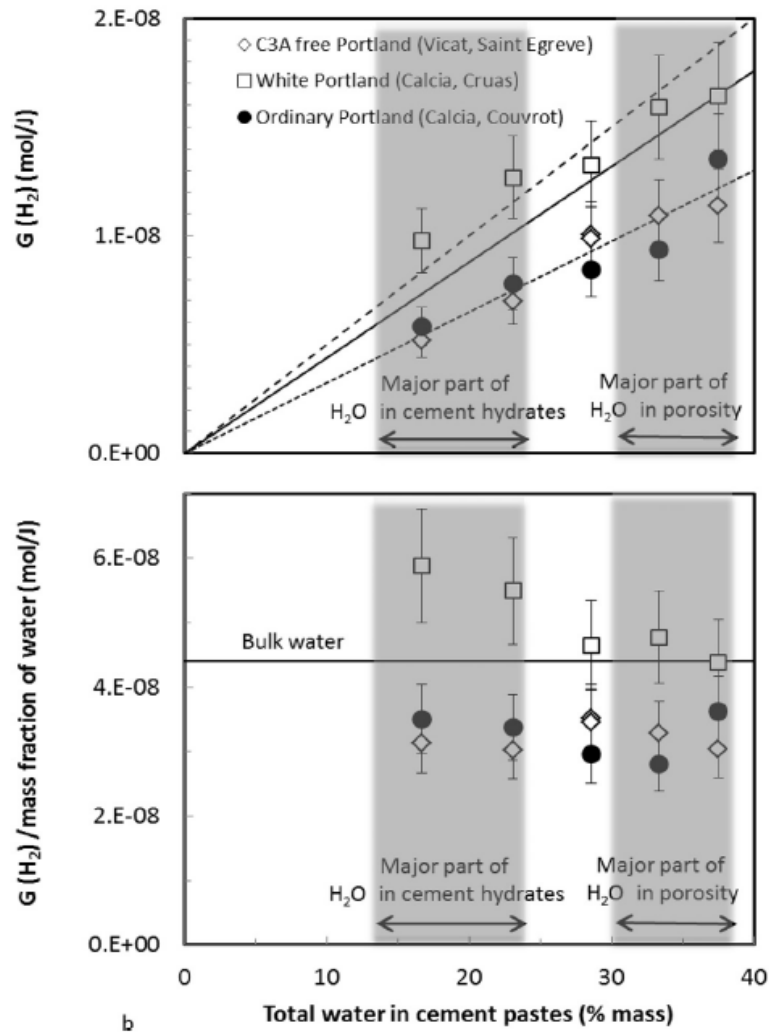 2.E-08
◇ C3A free Portland (Vicat, Saint Egreve)
□ White Portland (Calcia, Cruas)
● Ordinary Portland (Calcia, Couvrot)
G (H₂) (mol/J)
1.E-08
Major part of
H₂O in cement hydrates
Major part of
H₂O in porosity
0.E+00
G (H₂) /mass fraction of water (mol/J)
6.E-08
Bulk water
4.E-08
2.E-08
Major part of
H₂O in cement hydrates
Major part of
H₂O in porosity
0.E+00
0 10 20 30 40
Total water in cement pastes (% mass)
b